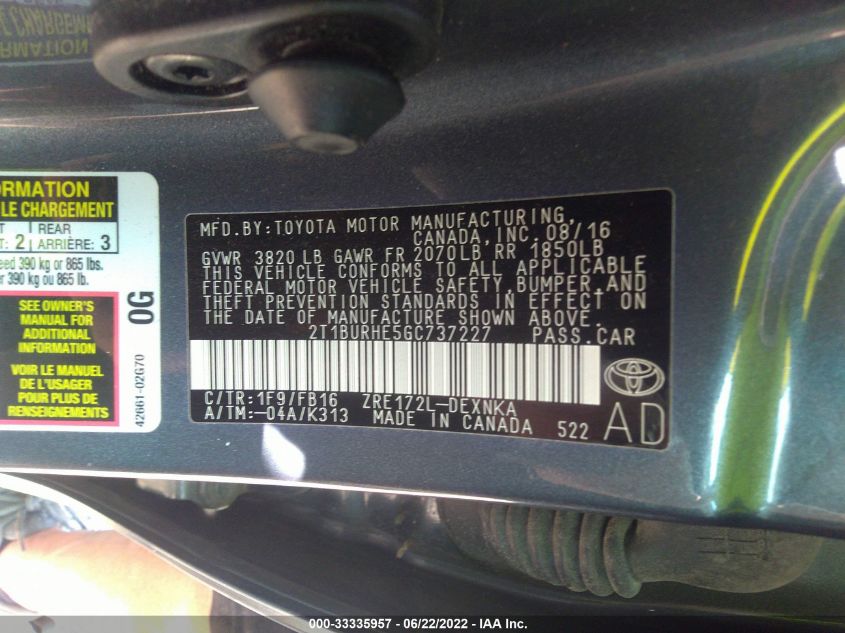 E CHARGEME
RMATION
ORMATION
LE CHARGEMENT
REAR
: 2 ARRIÈRE: 3
eed 390 kg or 865 lbs.
r 390 kg ou 865 lb.
SEE OWNER'S
MANUAL FOR
ADDITIONAL
INFORMATION
VOIR LE MANUEL
DE L'USAGER
POUR PLUS DE
RENSEIGNEMENTS
0G
42661-02G70
MFD.BY:TOYOTA MOTOR MANUFACTURING,
CANADA,INC. 08/16
GVWR 3820 LB GAWR FR 2070LB RR 1850LB
THIS VEHICLE CONFORMS TO ALL APPLICABLE
FEDERAL MOTOR VEHICLE SAFETY,BUMPER,AND
THEFT PREVENTION STANDARDS IN EFFECT ON
THE DATE OF MANUFACTURE SHOWN ABOVE.
2T1BURHE5GC737227 PASS.CAR
C/TR:1F9/FB16 ZRE172L-DEXNKA
A/TM:-04A/K313 MADE IN CANADA 522
AD
000-33335957 - 06/22/2022 - IAA Inc.